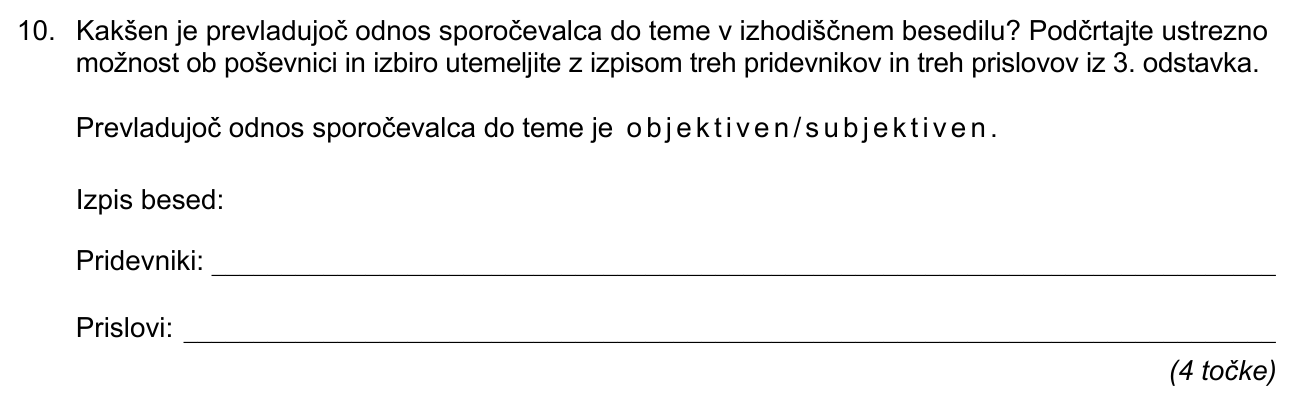 10. Kakšen je prevladujoč odnos sporočevalca do teme v izhodiščnem besedilu? Podčrtajte ustrezno
možnost ob poševnici in izbiro utemeljite z izpisom treh pridevnikov in treh prislovov iz 3. odstavka.
Prevladujoč odnos sporočevalca do teme je objektiven/subjektiven.
Izpis besed:
Pridevniki:
Prislovi:
(4 točke)